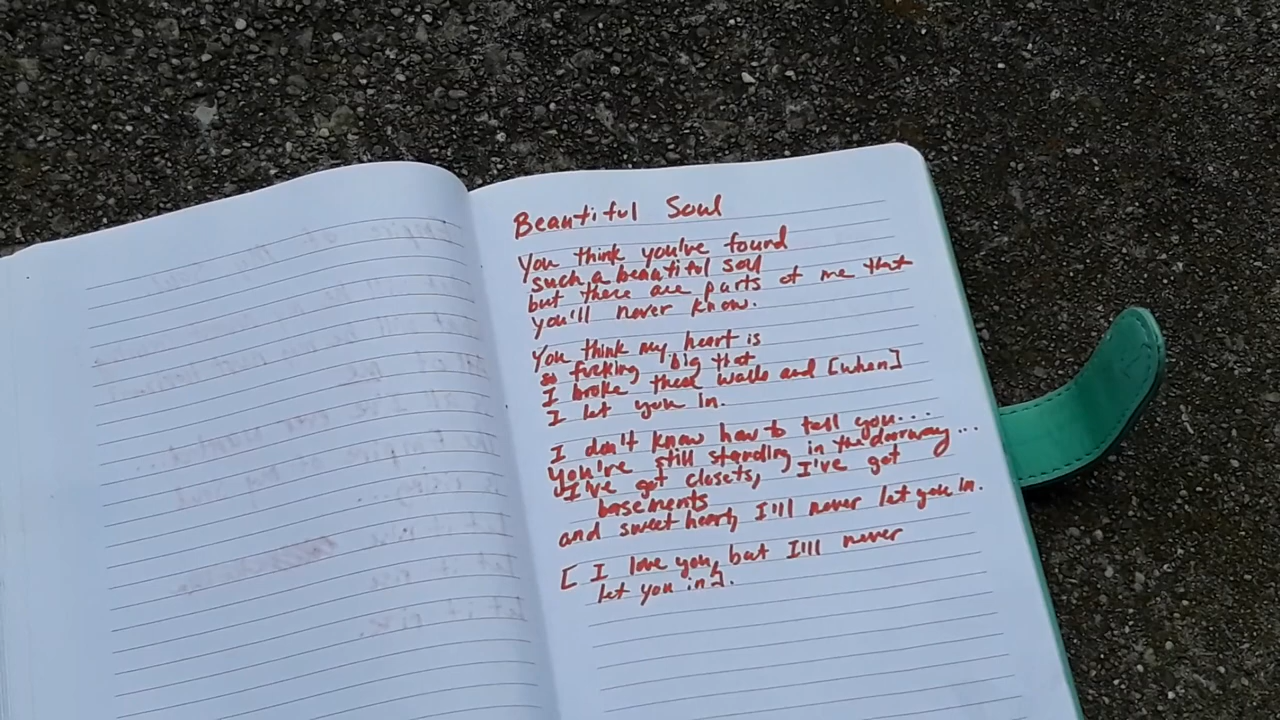 Beautiful Soul
You think you've found
such a beautiful soul
but there are parts of me that
you'll never know.
You think my heart is
so fucking big that
I broke these walls and [when]
I let you in.
I don't know how to tell you...
you're still standing in the doorway...
I've got closets, I've got
basements
and sweet heart, I'll never let you in.
[ I love you, but I'll never
let you in].